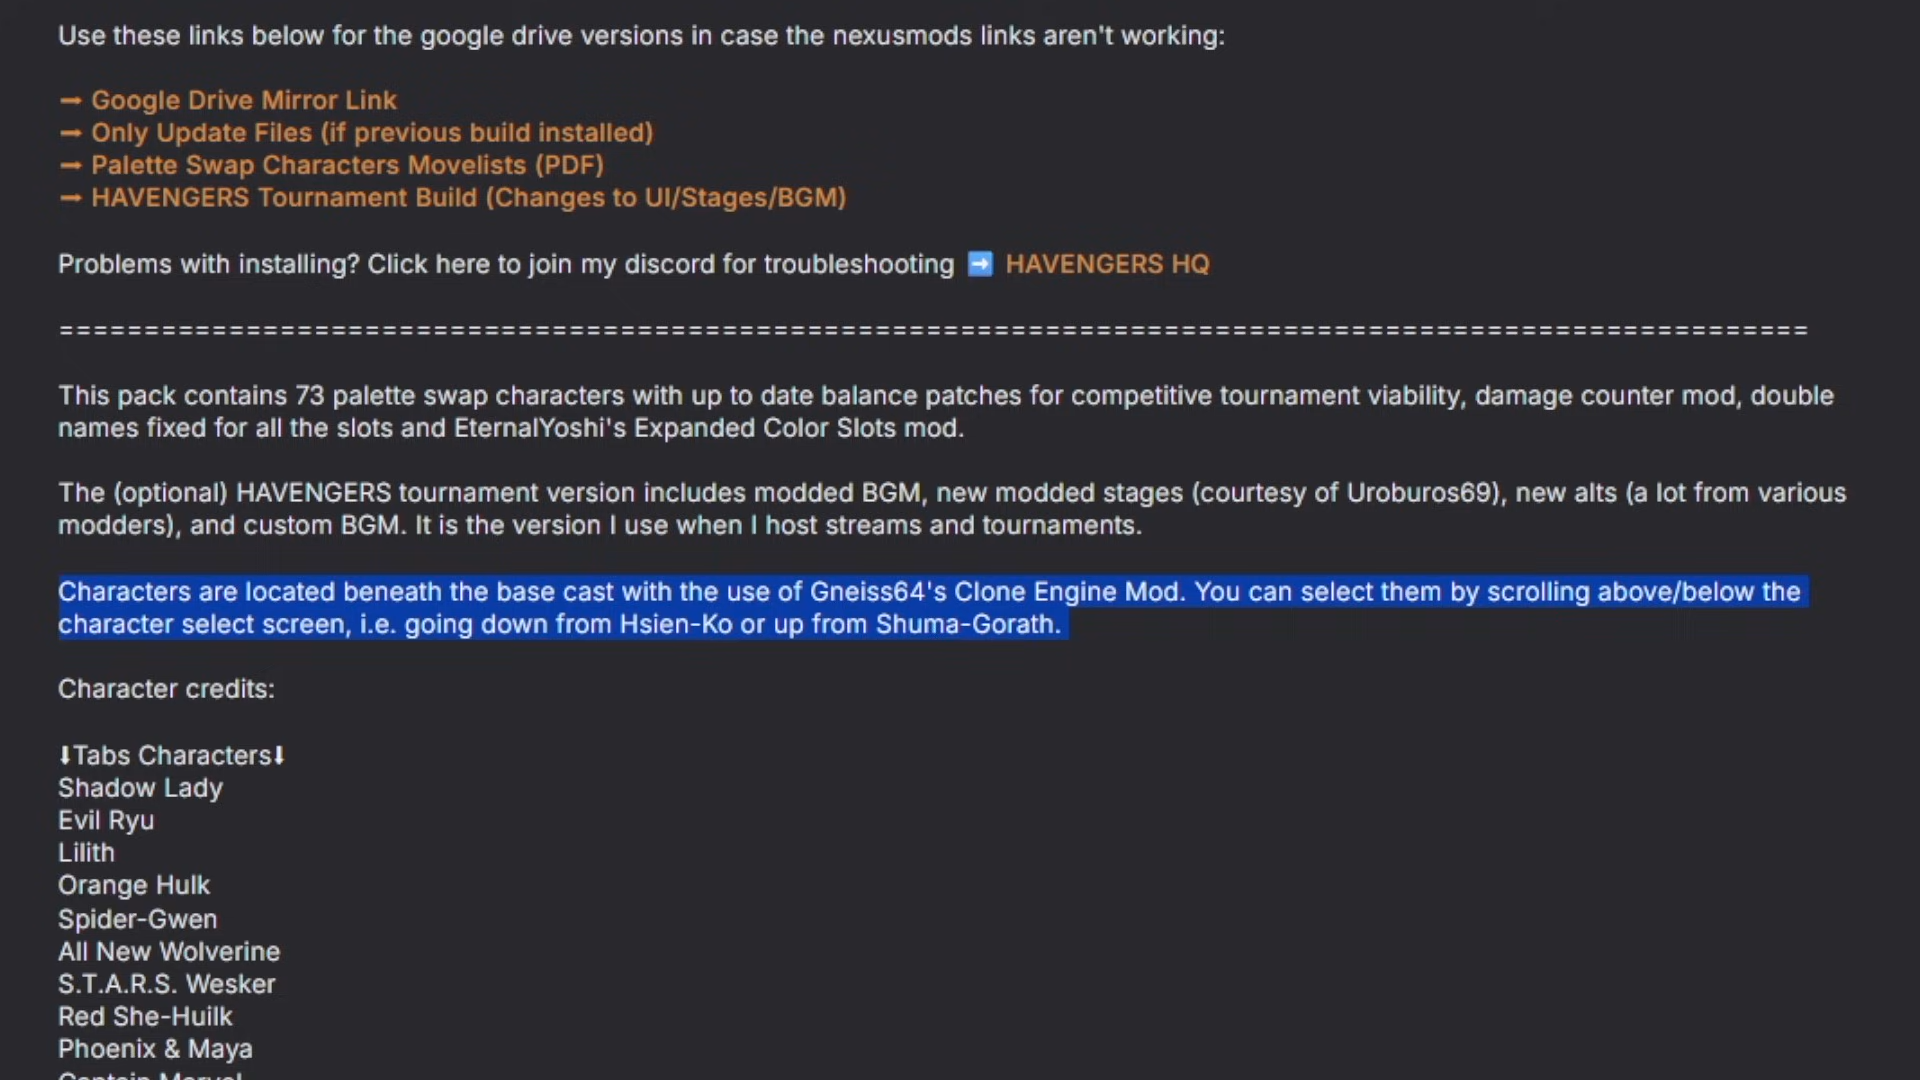 Use these links below for the google drive versions in case the nexusmods links aren't working:
➞ Google Drive Mirror Link
➞ Only Update Files (if previous build installed)
➞ Palette Swap Characters Movelists (PDF)
➞ HAVENGERS Tournament Build (Changes to UI/Stages/BGM)
Problems with installing? Click here to join my discord for troubleshooting ➡️ HAVENGERS HQ
=======================================================================================================
This pack contains 73 palette swap characters with up to date balance patches for competitive tournament viability, damage counter mod, double
names fixed for all the slots and EternalYoshi's Expanded Color Slots mod.
The (optional) HAVENGERS tournament version includes modded BGM, new modded stages (courtesy of Uroburos69), new alts (a lot from various
modders), and custom BGM. It is the version I use when I host streams and tournaments.
Characters are located beneath the base cast with the use of Gneiss64's Clone Engine Mod. You can select them by scrolling above/below the
character select screen, i.e. going down from Hsien-Ko or up from Shuma-Gorath.
Character credits:
⬇Tabs Characters⬇
Shadow Lady
Evil Ryu
Lilith
Orange Hulk
Spider-Gwen
All New Wolverine
S.T.A.R.S. Wesker
Red She-Huilk
Phoenix & Maya
Captain Marvel